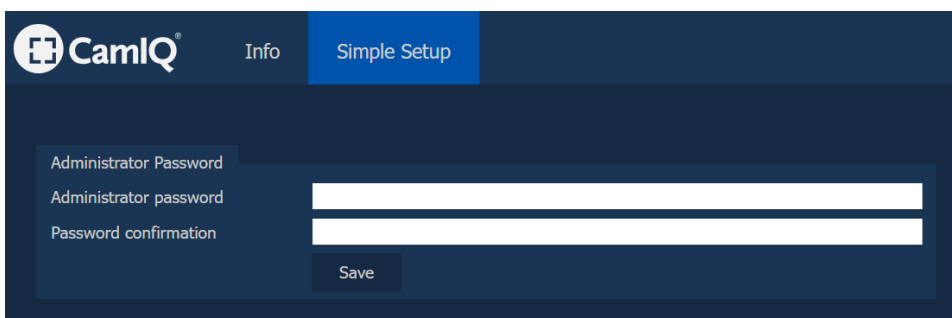 CamIQ® Info Simple Setup
Administrator Password
Administrator password
Password confirmation
Save